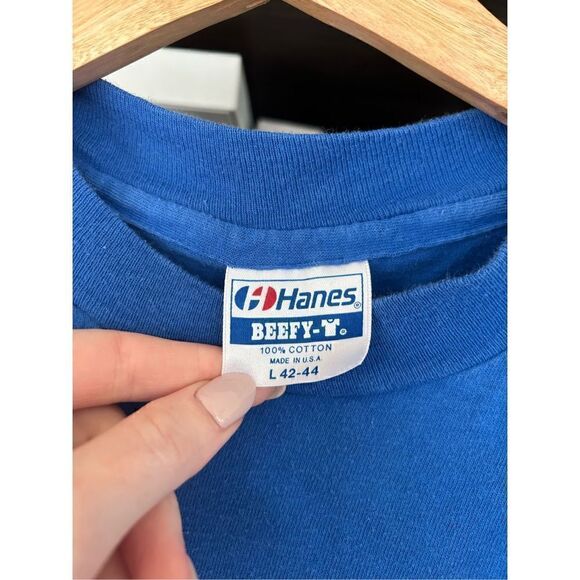 Hanes®
BEEFY-T®
100% COTTON
MADE IN U.S.A.
L 42-44